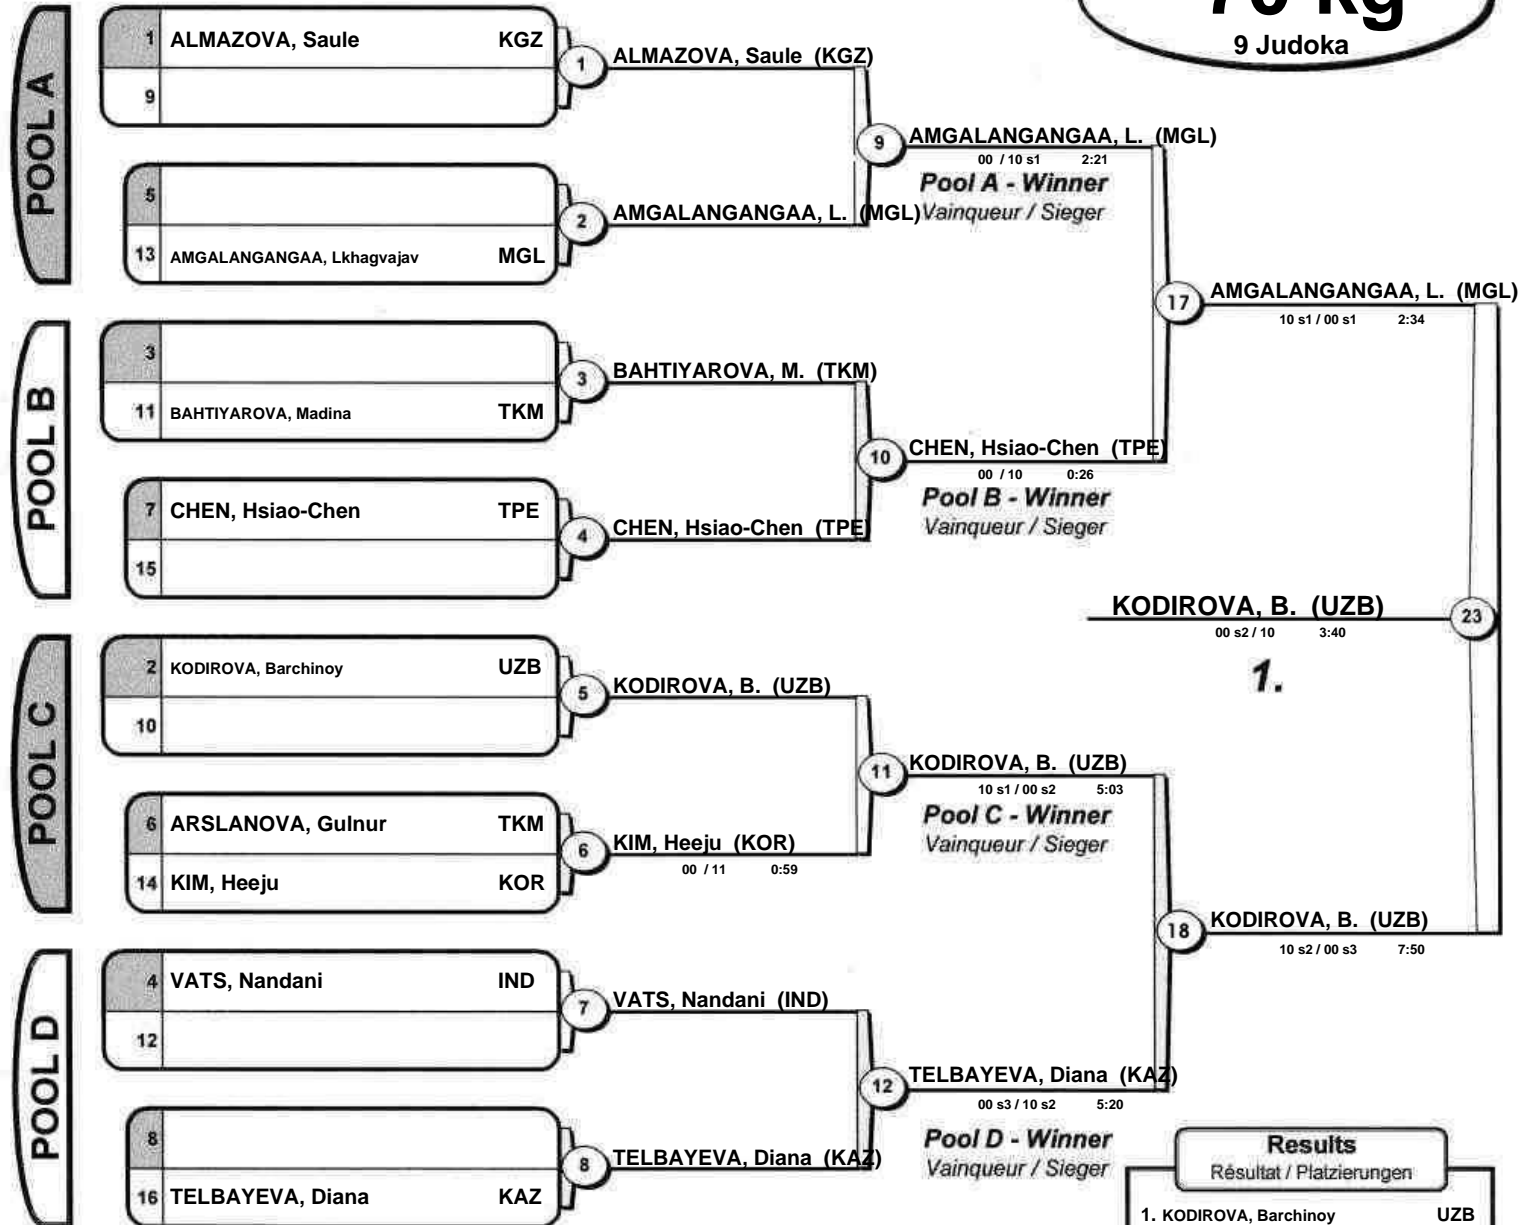 70 kg
9 Judoka
POOL A
1 ALMAZOVA, Saule KGZ
9
1 ALMAZOVA, Saule (KGZ)
5
13 AMGALANGANGAA, Lkhagvajav MGL
2 AMGALANGANGAA, L. (MGL)
9 AMGALANGANGAA, L. (MGL)
00 / 10 s1 2:21
Pool A - Winner
Vainqueur / Sieger
POOL B
3
11 BAHTIYAROVA, Madina TKM
3 BAHTIYAROVA, M. (TKM)
7 CHEN, Hsiao-Chen TPE
15
4 CHEN, Hsiao-Chen (TPE)
10 CHEN, Hsiao-Chen (TPE)
00 / 10 0:26
Pool B - Winner
Vainqueur / Sieger
17 AMGALANGANGAA, L. (MGL)
10 s1 / 00 s1 2:34
POOL C
2 KODIROVA, Barchinoy UZB
10
5 KODIROVA, B. (UZB)
6 ARSLANOVA, Gulnur TKM
14 KIM, Heeju KOR
6 KIM, Heeju (KOR)
00 / 11 0:59
11 KODIROVA, B. (UZB)
10 s1 / 00 s2 5:03
Pool C - Winner
Vainqueur / Sieger
POOL D
4 VATS, Nandani IND
12
7 VATS, Nandani (IND)
8
16 TELBAYEVA, Diana KAZ
8 TELBAYEVA, Diana (KAZ)
12 TELBAYEVA, Diana (KAZ)
00 s3 / 10 s2 5:20
Pool D - Winner
Vainqueur / Sieger
18 KODIROVA, B. (UZB)
10 s2 / 00 s3 7:50
KODIROVA, B. (UZB) 23
00 s2 / 10 3:40
1.
Results
Résultat / Platzierungen
1. KODIROVA, Barchinoy UZB